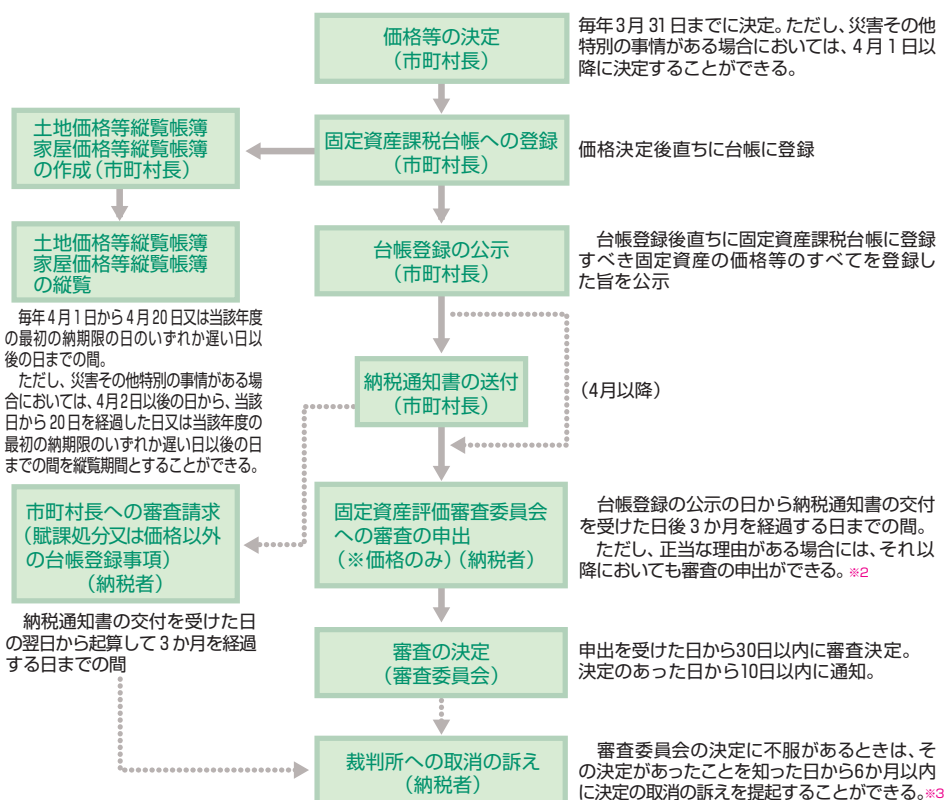 価格等の決定
（市町村長）
毎年3月31日までに決定。ただし、災害その他
特別の事情がある場合においては、4月1日以
降に決定することができる。
固定資産課税台帳への登録
（市町村長）
価格決定後直ちに台帳に登録
土地価格等縦覧帳簿
家屋価格等縦覧帳簿
の作成（市町村長）
土地価格等縦覧帳簿
家屋価格等縦覧帳簿
の縦覧
毎年4月1日から4月20日又は当該年度
の最初の納期限の日のいずれか遅い日以
後の日までの間。
ただし、災害その他特別の事情がある場
合においては、4月2日以後の日から、当該
日から20日を経過した日又は当該年度の
最初の納期限のいずれか遅い日以後の日
までの間を縦覧期間とすることができる。
台帳登録の公示
（市町村長）
台帳登録後直ちに固定資産課税台帳に登録
すべき固定資産の価格等のすべてを登録し
た旨を公示
納税通知書の送付
（市町村長）
（4月以降）
市町村長への審査請求
（賦課処分又は価格以外
の台帳登録事項）
（納税者）
納税通知書の交付を受けた日
の翌日から起算して3か月を経過
する日までの間
固定資産評価審査委員会
への審査の申出
（※価格のみ）（納税者）
台帳登録の公示の日から納税通知書の交付
を受けた日後3か月を経過する日までの間。
ただし、正当な理由がある場合には、それ以
降においても審査の申出ができる。※2
審査の決定
（審査委員会）
申出を受けた日から30日以内に審査決定。
決定のあった日から10日以内に通知。
裁判所への取消の訴え
（納税者）
審査委員会の決定に不服があるときは、そ
の決定があったことを知った日から6か月以内
に決定の取消の訴えを提起することができる。※3